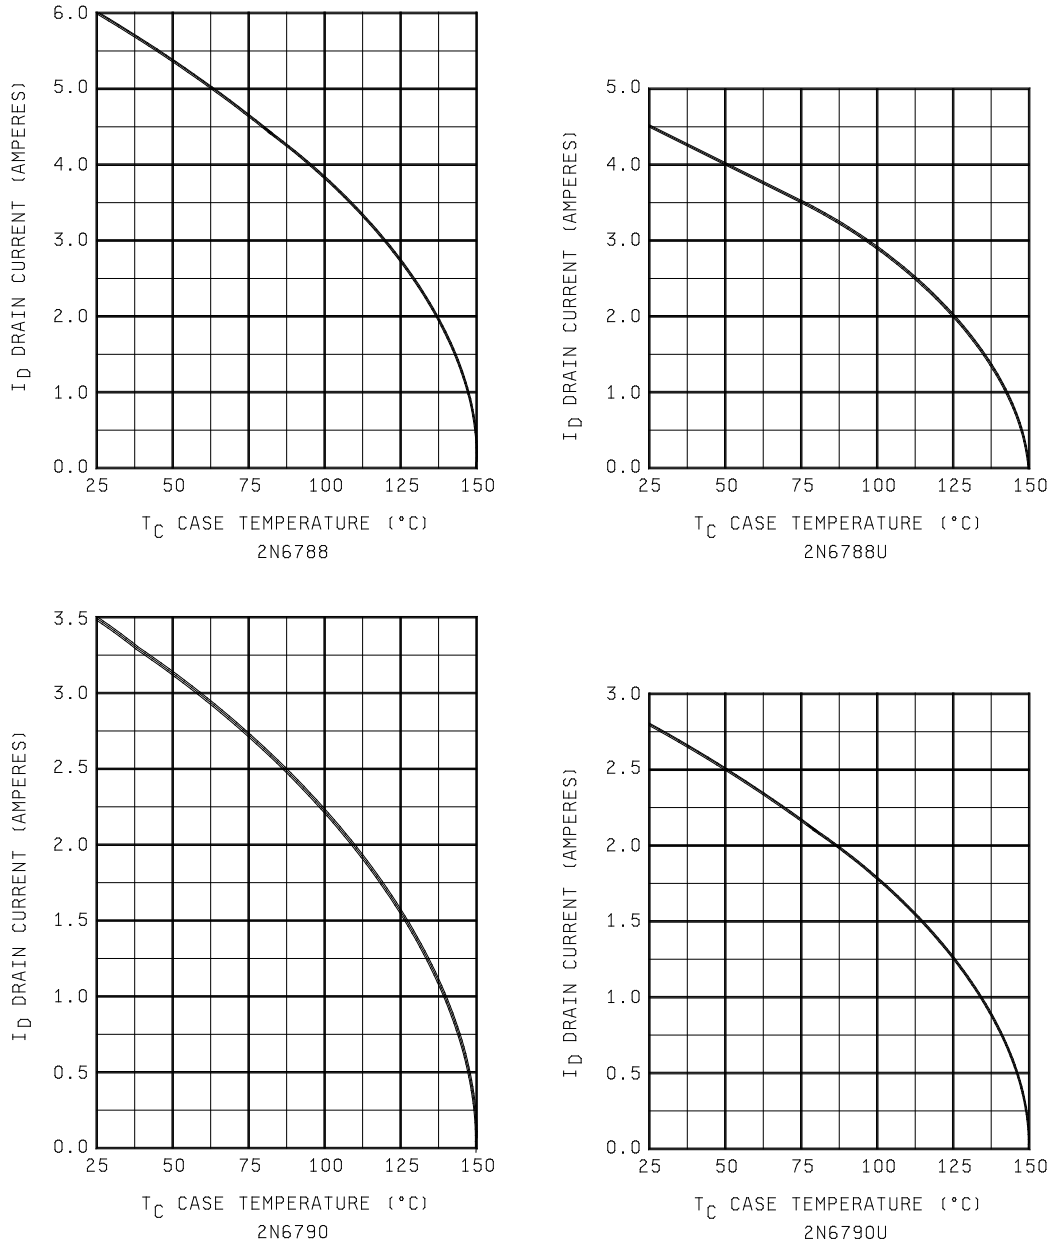 6.0
5.0
4.0
3.0
2.0
1.0
0.0
I_D DRAIN CURRENT (AMPERES)
25 50 75 100 125 150
T_C CASE TEMPERATURE (°C)
2N6788
5.0
4.0
3.0
2.0
1.0
0.0
I_D DRAIN CURRENT (AMPERES)
25 50 75 100 125 150
T_C CASE TEMPERATURE (°C)
2N6788U
3.5
3.0
2.5
2.0
1.5
1.0
0.5
0.0
I_D DRAIN CURRENT (AMPERES)
25 50 75 100 125 150
T_C CASE TEMPERATURE (°C)
2N6790
3.0
2.5
2.0
1.5
1.0
0.5
0.0
I_D DRAIN CURRENT (AMPERES)
25 50 75 100 125 150
T_C CASE TEMPERATURE (°C)
2N6790U